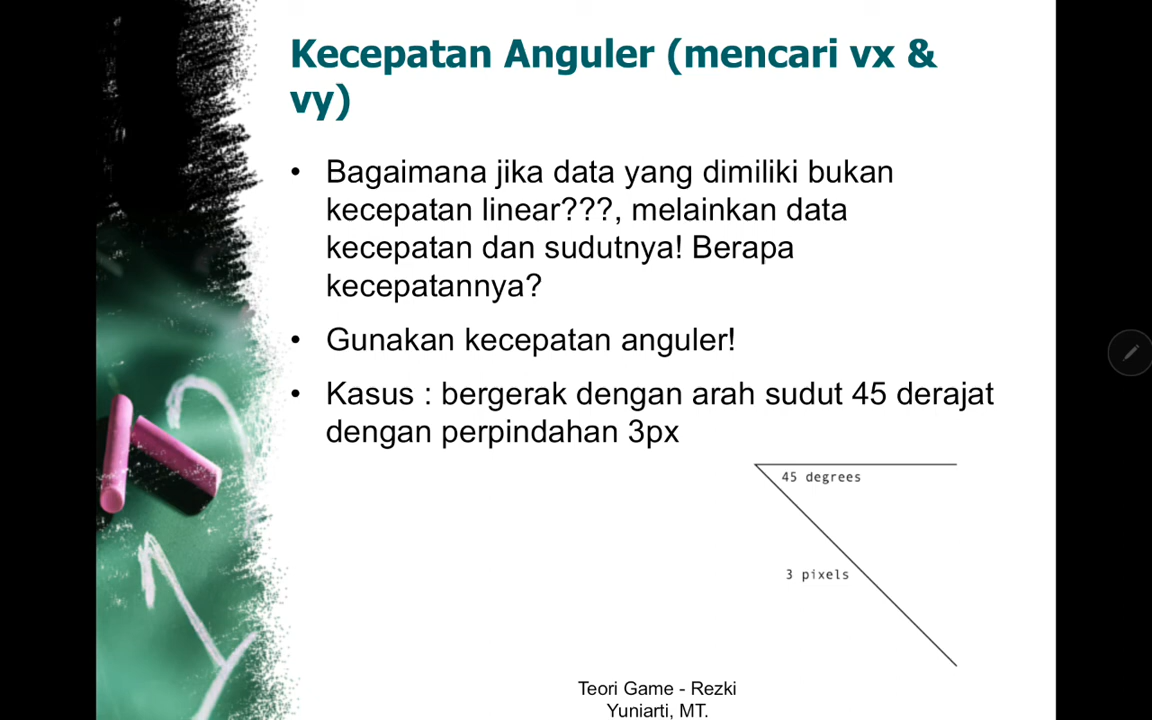 Kecepatan Anguler (mencari vx &
vy)
• Bagaimana jika data yang dimiliki bukan
kecepatan linear???, melainkan data
kecepatan dan sudutnya! Berapa
kecepatannya?
• Gunakan kecepatan anguler!
• Kasus : bergerak dengan arah sudut 45 derajat
dengan perpindahan 3px
45 degrees
3 pixels
Teori Game - Rezki
Yuniarti, MT.